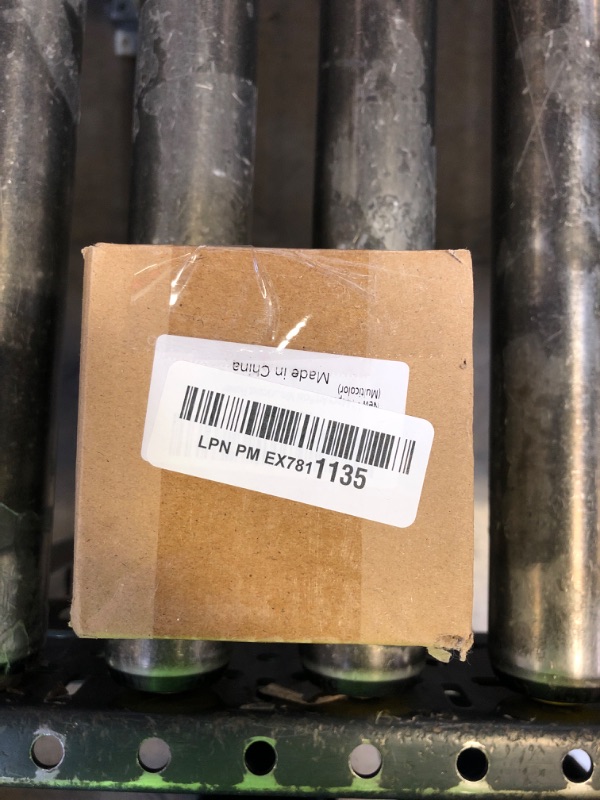 Made in China
(Multicolor)
LPN PM EX7811135